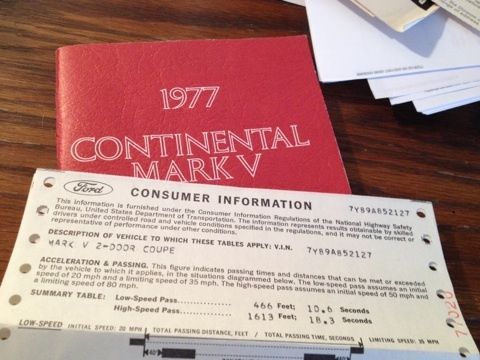 1977
CONTINENTAL
MARK V
Ford
CONSUMER INFORMATION
This information is furnished under the Consumer Information Regulations of the National Highway Safety
Bureau, United States Department of Transportation. The information represents results obtainable by skilled
drivers under controlled road and vehicle conditions specified in the regulations, and it may not be correct or
representative of performance under other conditions.
7Y89A852127
DESCRIPTION OF VEHICLE TO WHICH THESE TABLES APPLY: V.I.N. 7Y89A852127
MARK V 2-DOOR COUPE
ACCELERATION & PASSING. This figure indicates passing times and distances that can be met or exceeded
by the vehicle to which it applies, in the situations diagrammed below. The low-speed pass assumes an initial
speed of 20 mph and a limiting speed of 35 mph. The high-speed pass assumes an initial speed of 50 mph and
a limiting speed of 80 mph.
SUMMARY TABLE: Low-Speed Pass 466 Feet; 10.6 Seconds
High-Speed Pass 1613 Feet; 18.3 Seconds
LOW-SPEED INITIAL SPEED: 20 MPH TOTAL PASSING DISTANCE, FEET / TOTAL PASSING TIME, SECONDS LIMITING SPEED: 35 MPH
40'